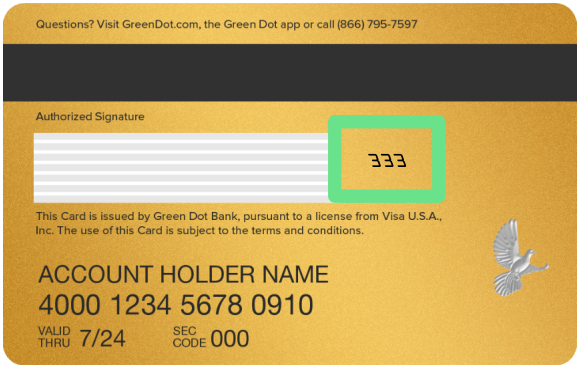 Questions? Visit GreenDot.com, the Green Dot app or call (866) 795-7597
Authorized Signature
333
This Card is issued by Green Dot Bank, pursuant to a license from Visa U.S.A.,
Inc. The use of this Card is subject to the terms and conditions.
ACCOUNT HOLDER NAME
4000 1234 5678 0910
VALID THRU 7/24 SEC CODE 000